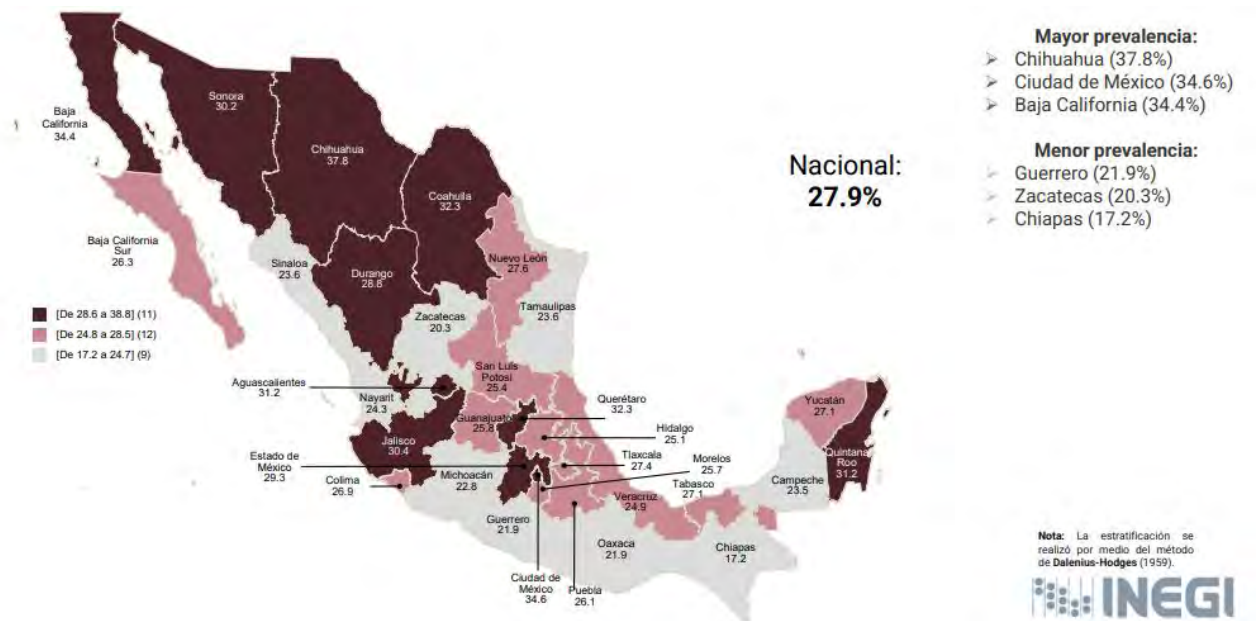 Mayor prevalencia:
➢ Chihuahua (37.8%)
➢ Ciudad de México (34.6%)
➢ Baja California (34.4%)
Menor prevalencia:
➢ Guerrero (21.9%)
➢ Zacatecas (20.3%)
➢ Chiapas (17.2%)
Nacional:
27.9%
Baja
California
34.4
Sonora
30.2
Chihuahua
37.8
Coahuila
32.3
Baja California
Sur
26.3
Sinaloa
23.6
Durango
28.8
Nuevo León
27.6
Zacatecas
20.3
Tamaulipas
23.6
[De 28.6 a 38.8] (11)
[De 24.8 a 28.5] (12)
[De 17.2 a 24.7] (9)
San Luis
Potosí
25.4
Aguascalientes
31.2
Nayarit
24.3
Guanajuato
25.8
Querétaro
32.3
Hidalgo
25.1
Yucatán
27.1
Jalisco
30.4
Estado de
México
29.3
Colima
26.9
Michoacán
22.8
Tlaxcala
27.4
Morelos
25.7
Veracruz
24.9
Tabasco
27.1
Campeche
23.5
Quintana
Roo
31.2
Guerrero
21.9
Oaxaca
21.9
Chiapas
17.2
Ciudad de
México
34.6
Puebla
26.1
Nota: La estratificación se
realizó por medio del método
de Dalenius-Hodges (1959).
INEGI